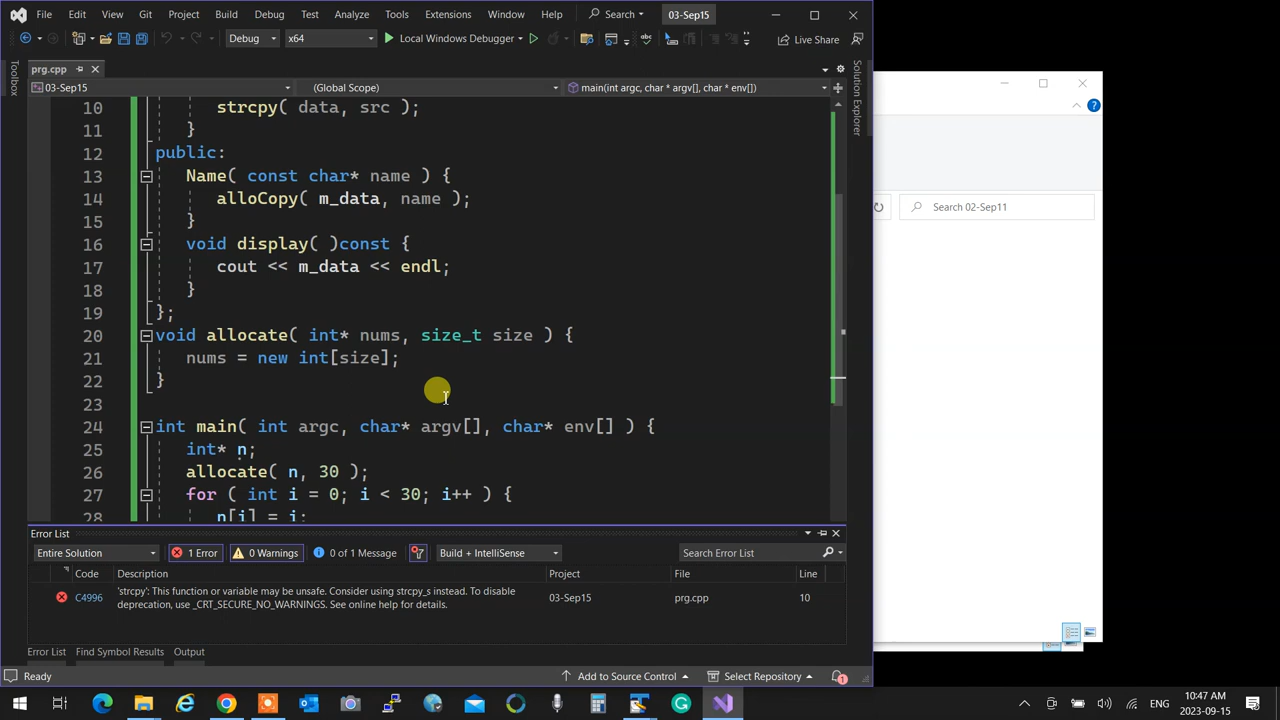 File Edit View Git Project Build Debug Test Analyze Tools Extensions Window Help Search 03-Sep15
Debug x64 Local Windows Debugger Live Share
prg.cpp
03-Sep15 (Global Scope) main(int argc, char * argv[], char * env[])
Toolbox
Solution Explorer
10 strcpy( data, src );
11 }
12 public:
13 Name( const char* name ) {
14 alloCopy( m_data, name );
15 }
16 void display( )const {
17 cout << m_data << endl;
18 }
19 };
20 void allocate( int* nums, size_t size ) {
21 nums = new int[size];
22 }
23
24 int main( int argc, char* argv[], char* env[] ) {
25 int* n;
26 allocate( n, 30 );
27 for ( int i = 0; i < 30; i++ ) {
28 n[i] = i;
Error List
Entire Solution 1 Error 0 Warnings 0 of 1 Message Build + IntelliSense Search Error List
Code Description Project File Line
C4996 'strcpy': This function or variable may be unsafe. Consider using strcpy_s instead. To disable deprecation, use _CRT_SECURE_NO_WARNINGS. See online help for details. 03-Sep15 prg.cpp 10
Error List Find Symbol Results Output
Ready Add to Source Control Select Repository 1
Search 02-Sep11
ENG
10:47 AM
2023-09-15